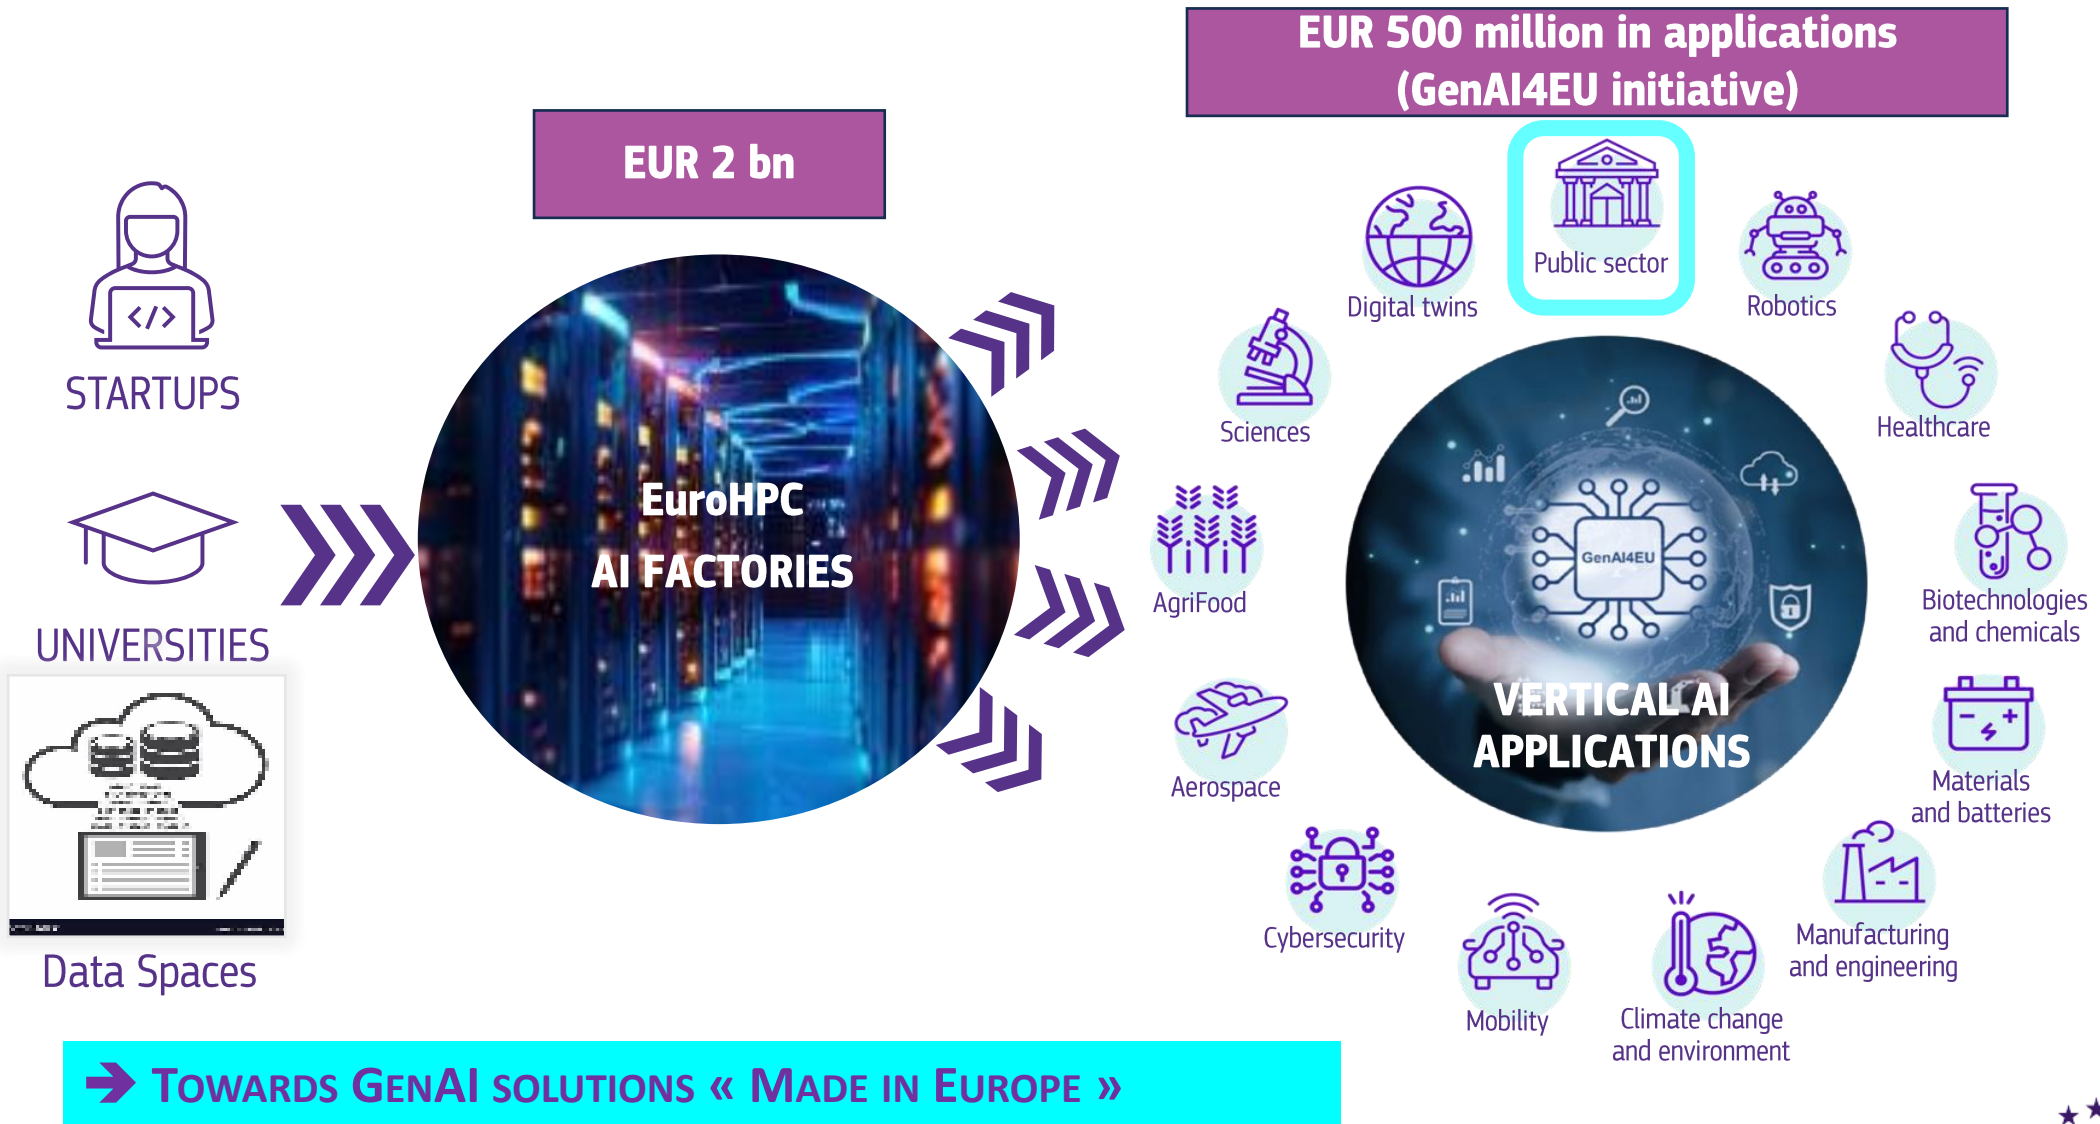 EUR 500 million in applications
(GenAI4EU initiative)
EUR 2 bn
</>
STARTUPS
UNIVERSITIES
Data Spaces
EuroHPC
AI FACTORIES
Public sector
Digital twins
Robotics
Sciences
Healthcare
AgriFood
Biotechnologies
and chemicals
Aerospace
Materials
and batteries
Cybersecurity
Manufacturing
and engineering
Mobility
Climate change
and environment
GenAI4EU
VERTICAL AI
APPLICATIONS
➔ TOWARDS GENAI SOLUTIONS « MADE IN EUROPE »